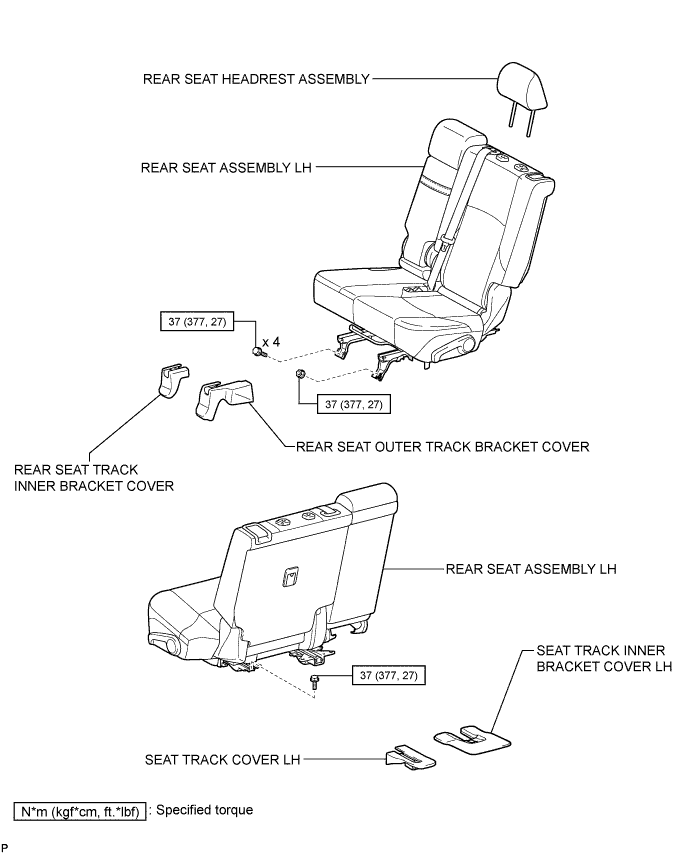 REAR SEAT HEADREST ASSEMBLY
REAR SEAT ASSEMBLY LH
37 (377, 27)
x 4
37 (377, 27)
REAR SEAT OUTER TRACK BRACKET COVER
REAR SEAT TRACK
INNER BRACKET COVER
REAR SEAT ASSEMBLY LH
SEAT TRACK INNER
BRACKET COVER LH
37 (377, 27)
SEAT TRACK COVER LH
N*m (kgf*cm, ft.*lbf) : Specified torque
P